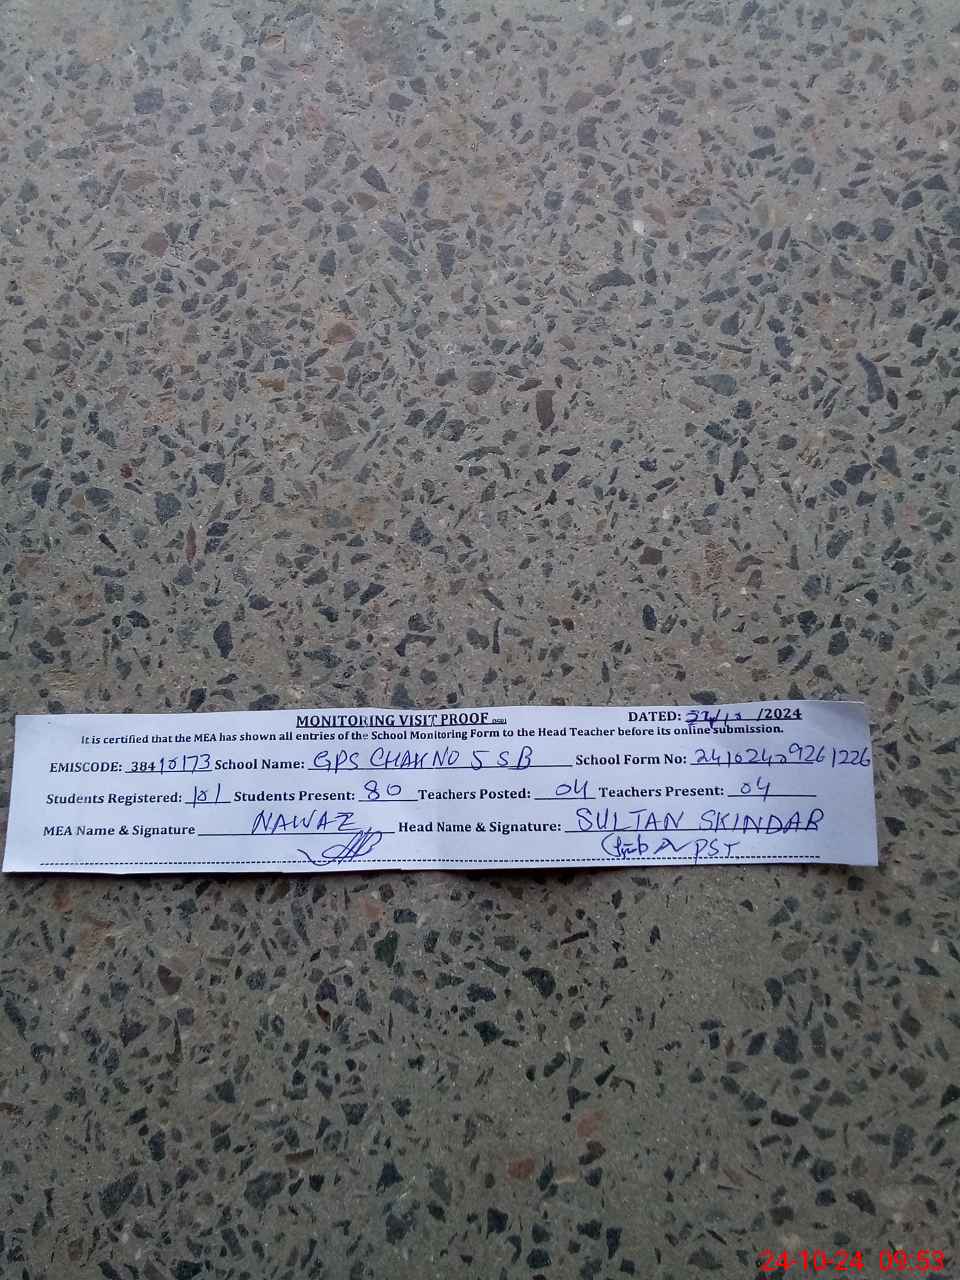 MONITORING VISIT PROOF DATED: 24/10 /2024
It is certified that the MEA has shown all entries of the School Monitoring Form to the Head Teacher before its online submission.
EMISCODE: 38410173 School Name: GPS CHAK NO 5 SB School Form No: 241024 09261226
Students Registered: 101 Students Present: 80 Teachers Posted: 04 Teachers Present: 04
MEA Name & Signature NAWAZ Head Name & Signature: SULTAN SKINDAR
PST
24-10-24 09:53